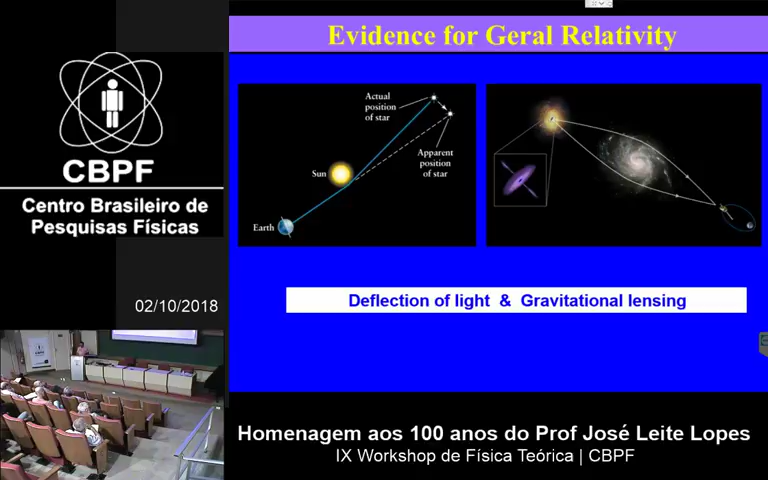 Evidence for Geral Relativity
Actual
position
of star
Sun
Apparent
position
of star
Earth
Deflection of light & Gravitational lensing
CBPF
Centro Brasileiro de
Pesquisas Físicas
02/10/2018
CBPF
Homenagem aos 100 anos do Prof José Leite Lopes
IX Workshop de Física Teórica | CBPF